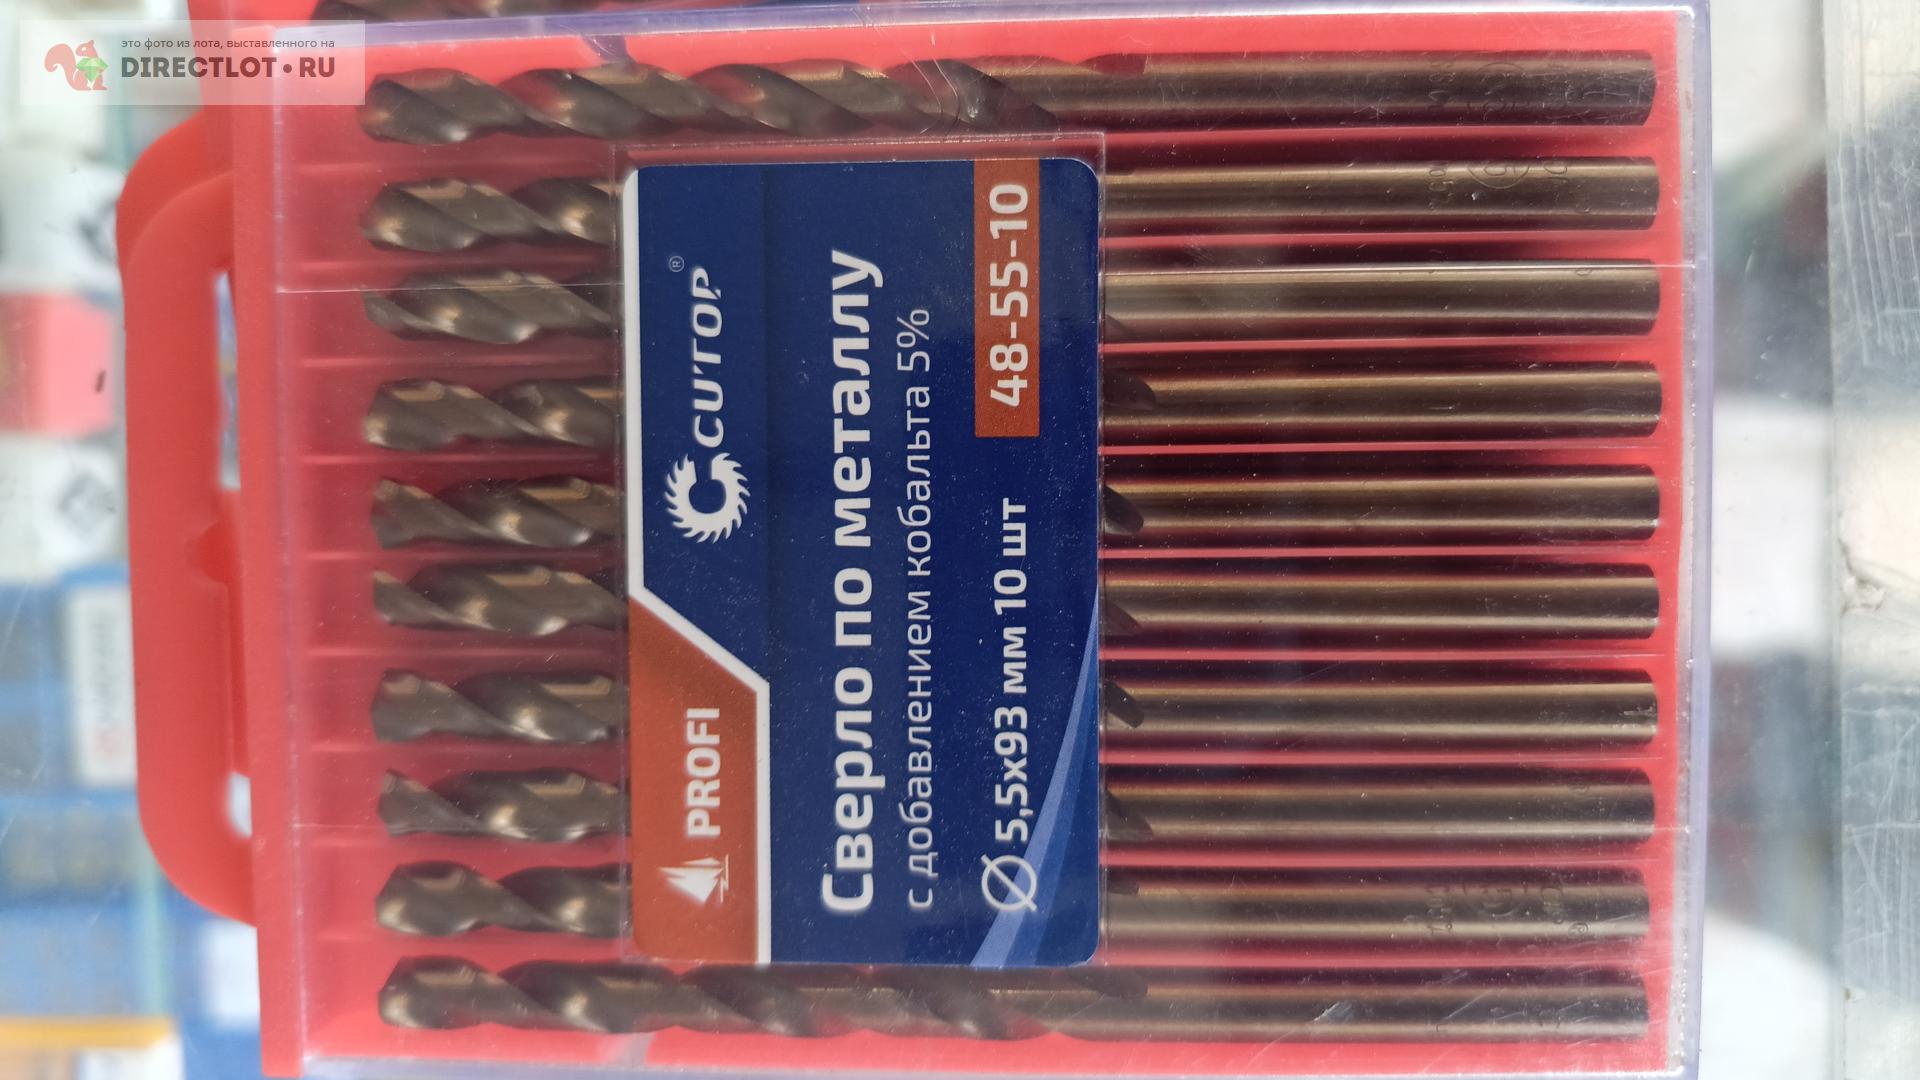 это фото из лота, выставленного на
DIRECTLOT•RU
PROFI
CUTOP®
Сверло по металлу
с добавлением кобальта 5%
Ø 5,5x93 мм 10 шт
48-55-10